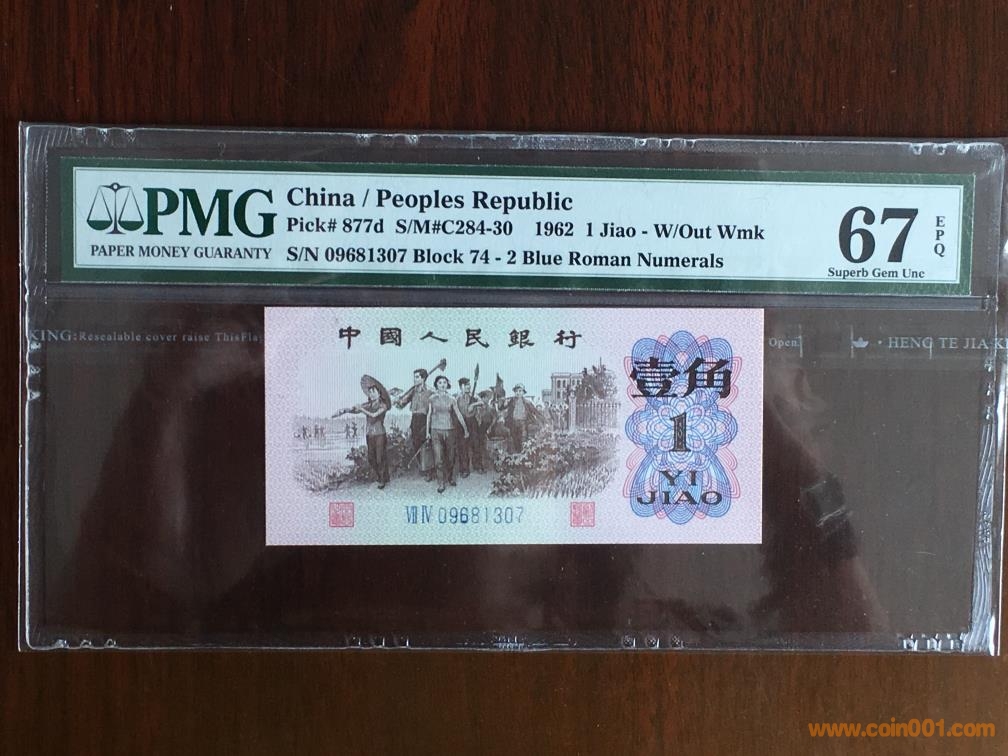 PMG
PAPER MONEY GUARANTY
China / Peoples Republic
Pick# 877d S/M#C284-30 1962 1 Jiao - W/Out Wmk
S/N 09681307 Block 74 - 2 Blue Roman Numerals
67
EPQ
Superb Gem Unc
KING:Resealable cover raise ThisFla
Open
· HENG TE JIA K
中國人民銀行
壹角
1
YI
JIAO
VII IV 09681307
www.coin001.com